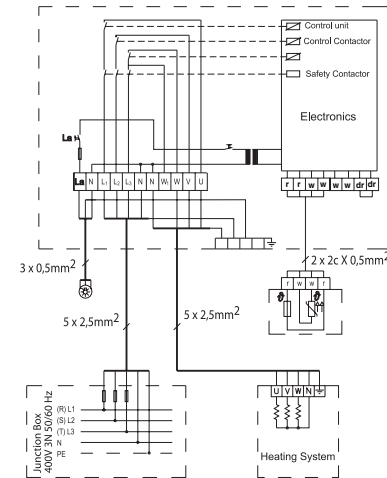 Control unit
Control Contactor
Safety Contactor
Electronics
La
La N L1 L2 L3 N N W1 W V U
r r w w w w dr dr
3 x 0,5mm2
2 x 2c X 0,5mm2
r w w r
5 x 2,5mm2
5 x 2,5mm2
Junction Box
400V 3N 50/60 Hz
(R) L1
(S) L2
(T) L3
N
PE
U V W N
Heating System